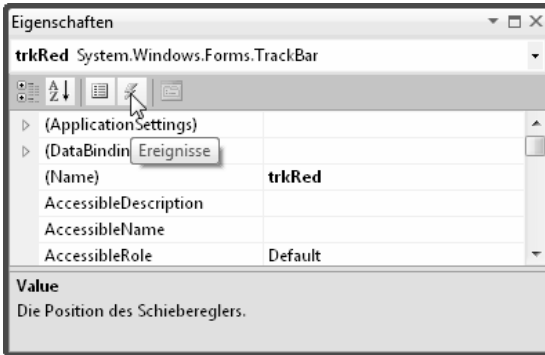 Eigenschaften
trkRed System.Windows.Forms.TrackBar
(ApplicationSettings)
(DataBindin
Ereignisse
(Name) trkRed
AccessibleDescription
AccessibleName
AccessibleRole Default
Value
Die Position des Schiebereglers.